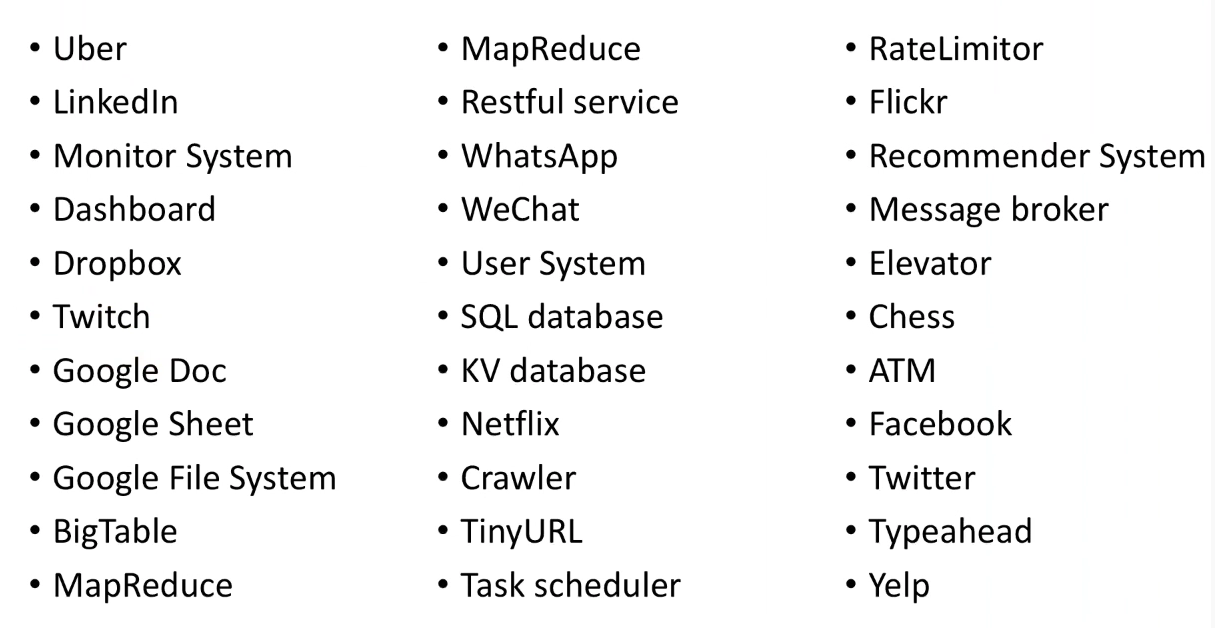 • Uber
• LinkedIn
• Monitor System
• Dashboard
• Dropbox
• Twitch
• Google Doc
• Google Sheet
• Google File System
• BigTable
• MapReduce
• MapReduce
• Restful service
• WhatsApp
• WeChat
• User System
• SQL database
• KV database
• Netflix
• Crawler
• TinyURL
• Task scheduler
• RateLimitor
• Flickr
• Recommender System
• Message broker
• Elevator
• Chess
• ATM
• Facebook
• Twitter
• Typeahead
• Yelp